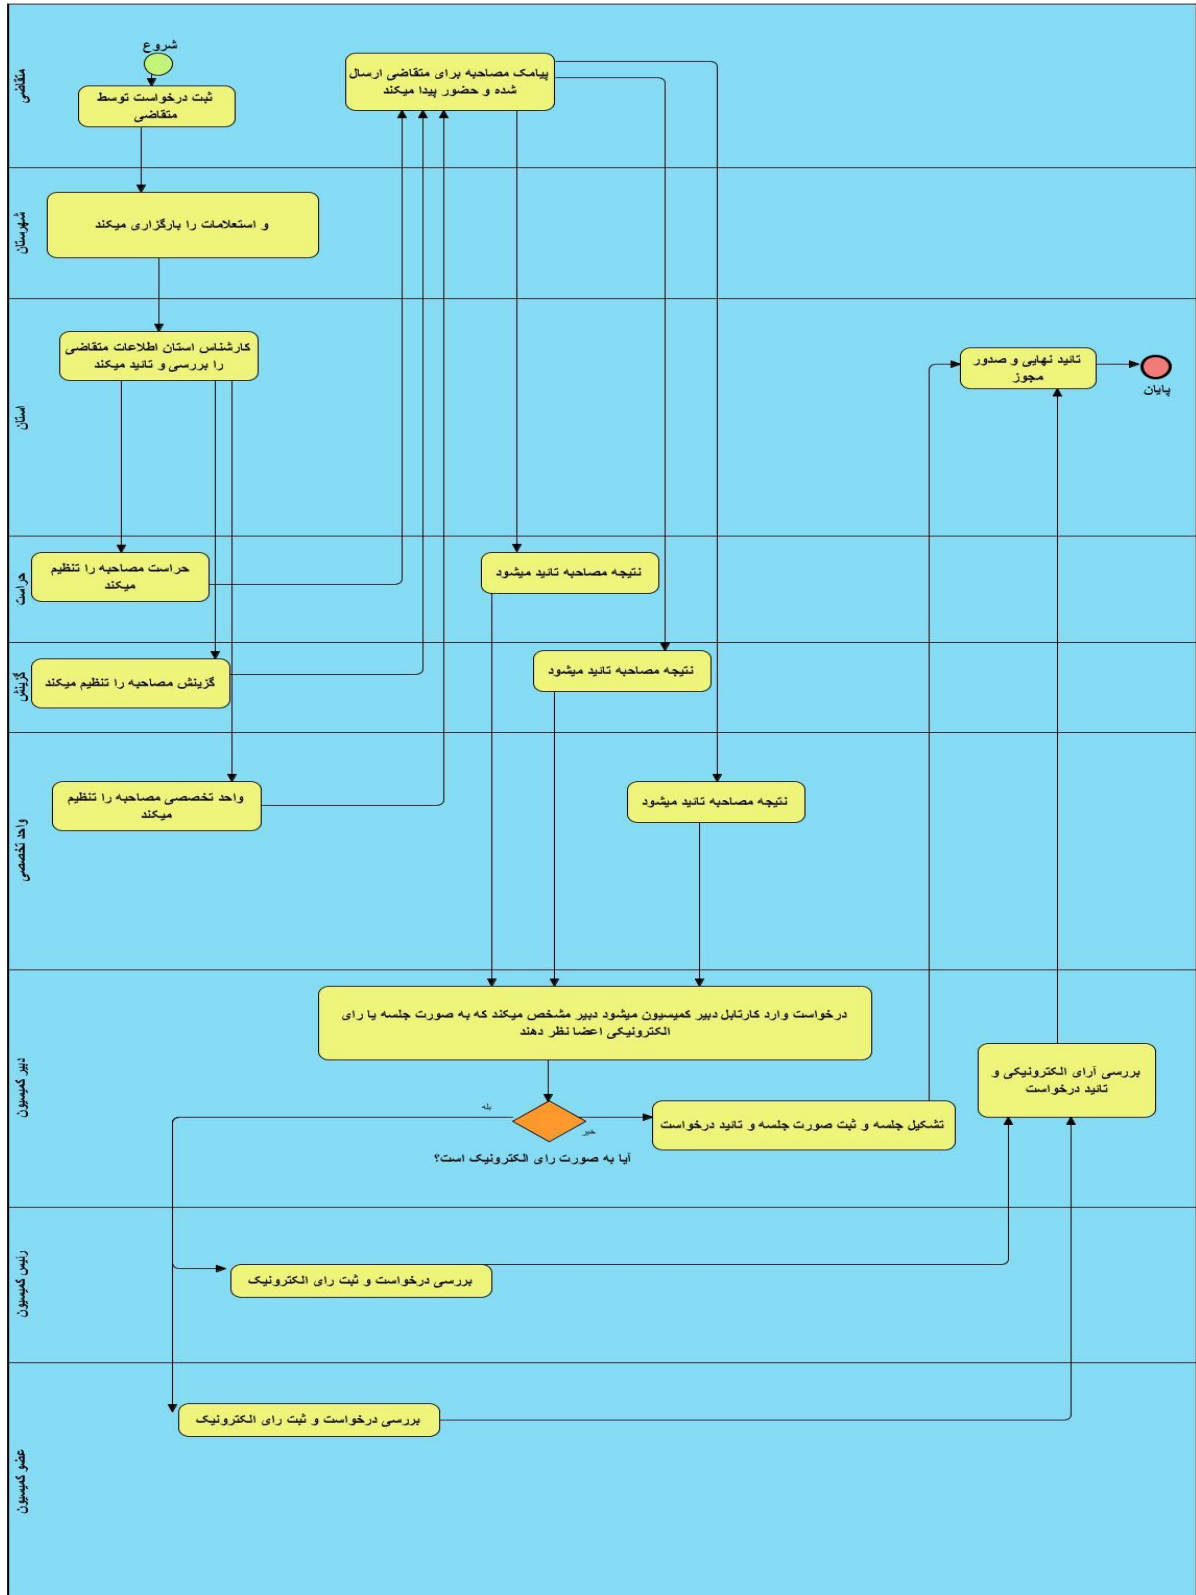 شروع
ثبت درخواست توسط
متقاضی
پیامک مصاحبه برای متقاضی ارسال
شده و حضور پیدا میکند
متقاضی
و استعلامات را بارگزاری میکند
شهرستان
کارشناس استان اطلاعات متقاضی
را بررسی و تائید میکند
تائید نهایی و صدور
مجوز
پایان
استان
حراست مصاحبه را تنظیم
میکند
نتیجه مصاحبه تائید میشود
حراست
گزینش مصاحبه را تنظیم میکند
نتیجه مصاحبه تائید میشود
گزینش
واحد تخصصی مصاحبه را تنظیم
میکند
نتیجه مصاحبه تائید میشود
واحد تخصصی
درخواست وارد کارتابل دبیر کمیسیون میشود دبیر مشخص میکند که به صورت جلسه یا رای
الکترونیکی اعضا نظر دهند
بررسی آرای الکترونیکی و
تائید درخواست
بله
خیر
تشکیل جلسه و ثبت صورت جلسه و تائید درخواست
آیا به صورت رای الکترونیک است؟
دبیر کمیسیون
بررسی درخواست و ثبت رای الکترونیک
رئیس کمیسیون
بررسی درخواست و ثبت رای الکترونیک
عضو کمیسیون